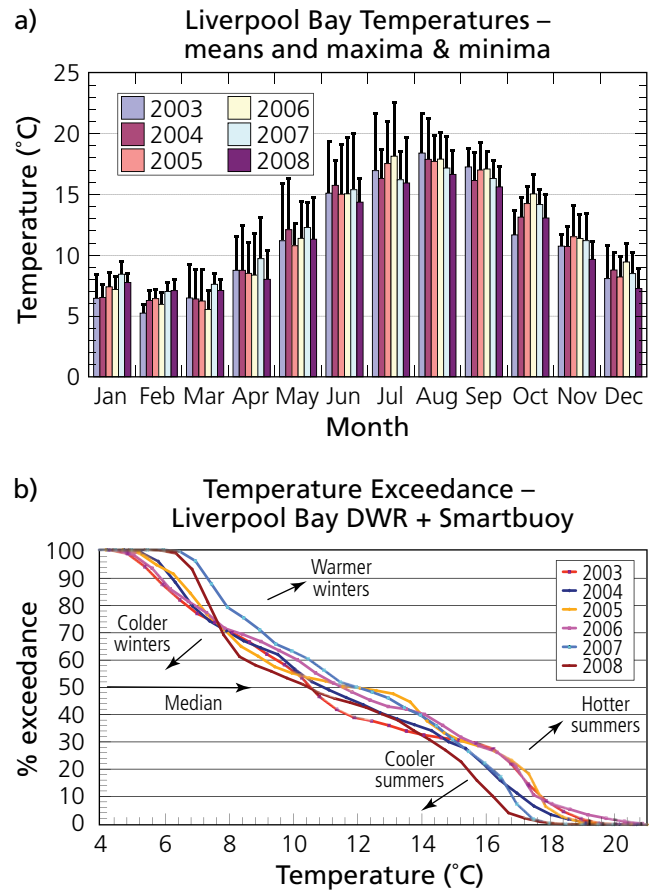 a)
Liverpool Bay Temperatures –
means and maxima & minima
25
20
15
10
5
0
Temperature (˚C)
2003 2006
2004 2007
2005 2008
Jan Feb Mar Apr May Jun Jul Aug Sep Oct Nov Dec
Month
b)
Temperature Exceedance –
Liverpool Bay DWR + Smartbuoy
100
90
80
70
60
50
40
30
20
10
0
% exceedance
Warmer
winters
Colder
winters
Median
Hotter
summers
Cooler
summers
2003
2004
2005
2006
2007
2008
4 6 8 10 12 14 16 18 20
Temperature (˚C)